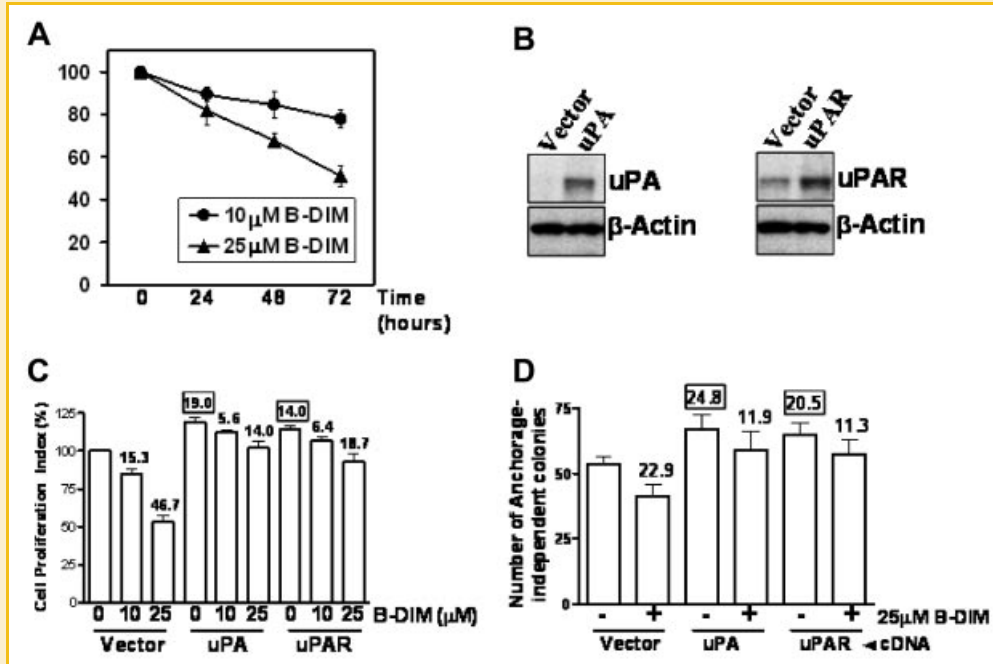 A
100
80
60
40
20
0
10µM B-DIM
25µM B-DIM
0 24 48 72 Time
(hours)
B
Vector uPA
uPA
β-Actin
Vector uPAR
uPAR
β-Actin
C
Cell Proliferation Index (%)
125
100
75
50
25
0
15.3 46.7 19.0 5.6 14.0 14.0 6.4 18.7
0 10 25 0 10 25 0 10 25 B-DIM (µM)
Vector uPA uPAR
D
Number of Anchorage-
independent colonies
75
50
25
0
22.9 24.8 11.9 20.5 11.3
- + - + - + 25µM B-DIM
Vector uPA uPAR ◄cDNA